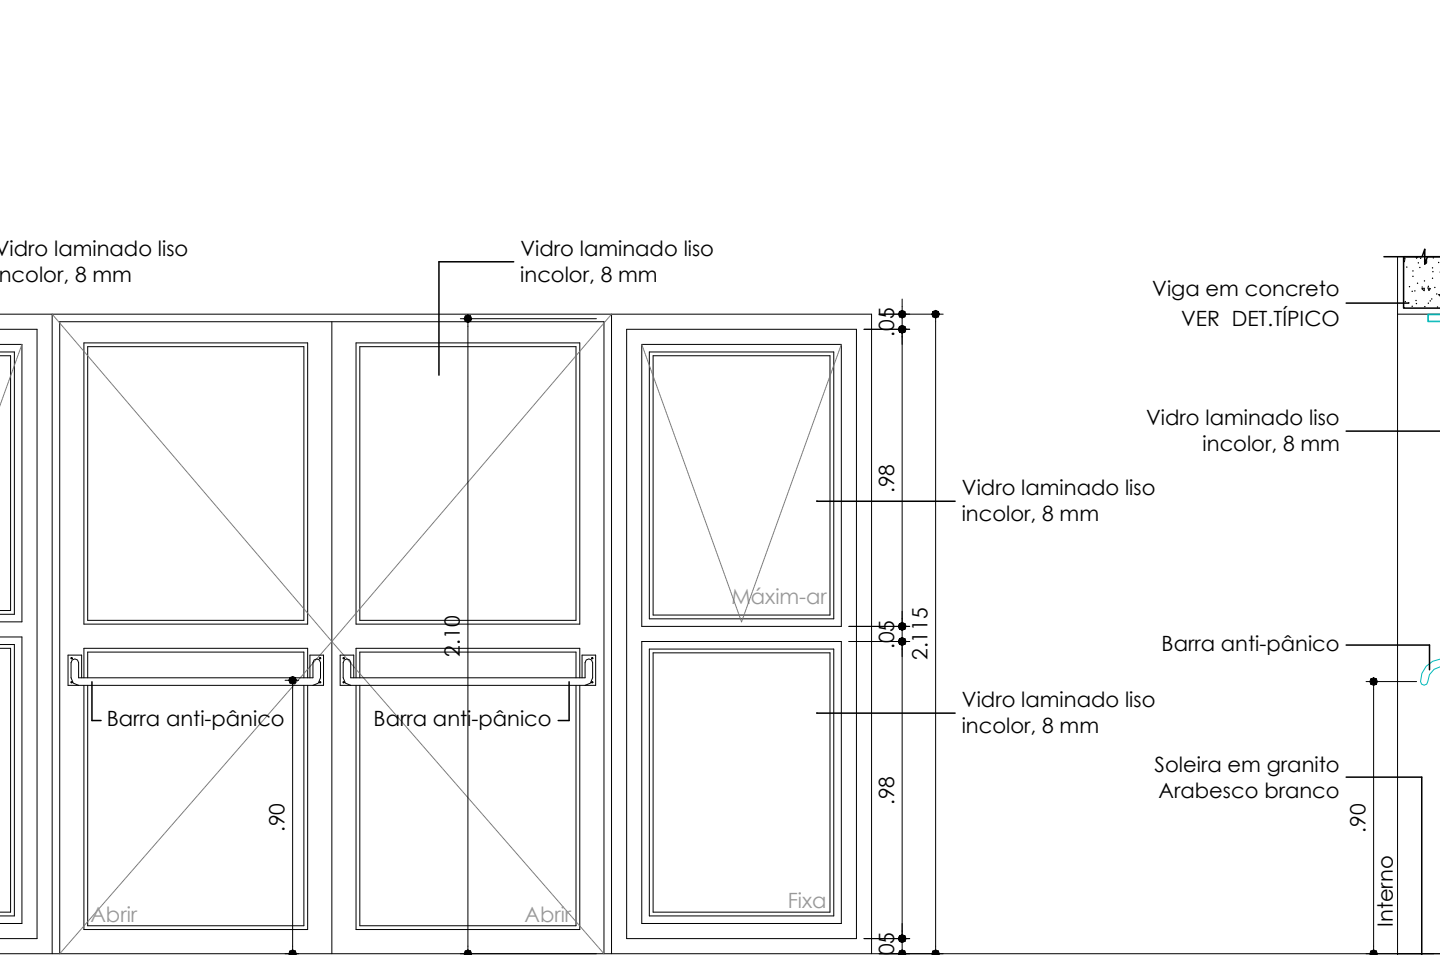 Vidro laminado liso
incolor, 8 mm
Vidro laminado liso
incolor, 8 mm
Viga em concreto
VER DET.TÍPICO
.05
Vidro laminado liso
incolor, 8 mm
.98
Vidro laminado liso
incolor, 8 mm
Máxim-ar
2.10
.05
2.115
Barra anti-pânico
Vidro laminado liso
incolor, 8 mm
Barra anti-pânico
Barra anti-pânico
Soleira em granito
Arabesco branco
.98
.90
.90
Interno
Fixa
Abrir
Abrir
.05